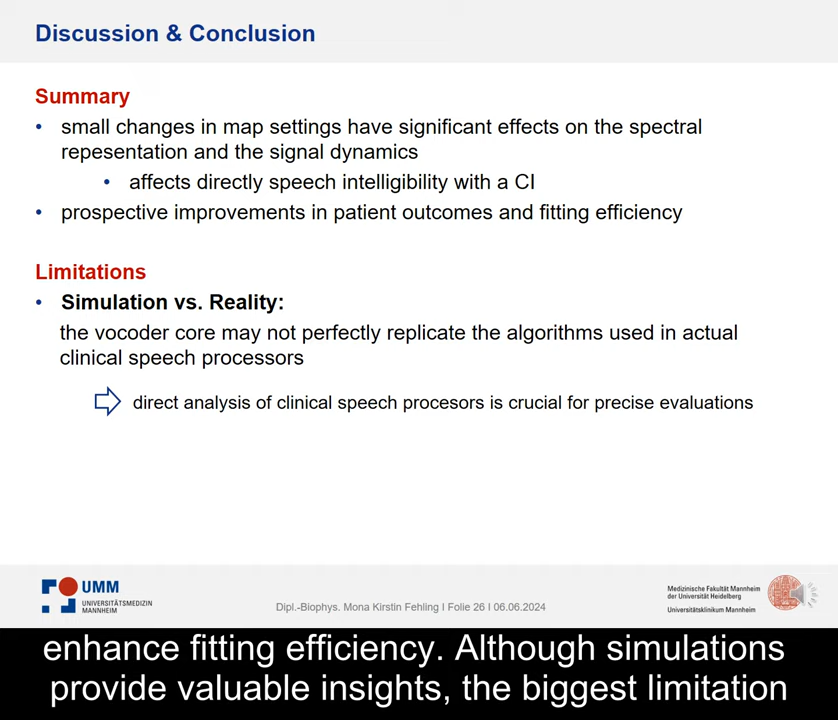 Discussion & Conclusion
Summary
• small changes in map settings have significant effects on the spectral
repesentation and the signal dynamics
• affects directly speech intelligibility with a CI
• prospective improvements in patient outcomes and fitting efficiency
Limitations
• Simulation vs. Reality:
the vocoder core may not perfectly replicate the algorithms used in actual
clinical speech processors
direct analysis of clinical speech procesors is crucial for precise evaluations
UMM
UNIVERSITÄTSMEDIZIN
MANNHEIM
Dipl.-Biophys. Mona Kirstin Fehling I Folie 26 I 06.06.2024
Medizinische Fakultät Mannheim
der Universität Heidelberg
Universitätsklinikum Mannheim
enhance fitting efficiency. Although simulations
provide valuable insights, the biggest limitation